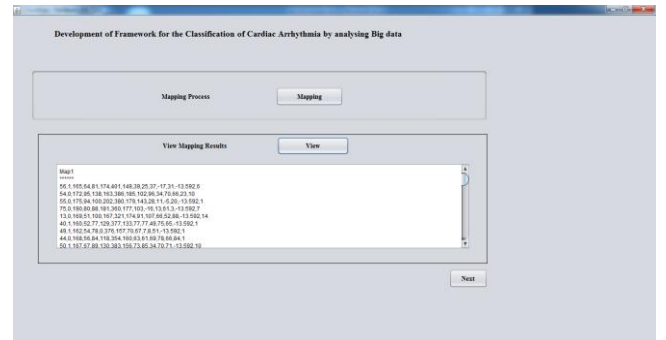 Development of Framework for the Classification of Cardiac Arrhythmia by analysing Big data
Mapping Process Mapping
View Mapping Results View
Map1
******
56,1,165,64,81,174,401,149,39,25,37,-17,31,-13.592,6
54,0,172,95,138,163,386,185,102,96,34,70,66,23,10
55,0,175,94,100,202,380,179,143,28,11,-5,20,-13.592,1
75,0,190,80,88,181,360,177,103,-16,13,61,3,-13.592,7
13,0,169,51,100,167,321,174,91,107,66,52,88,-13.592,14
40,1,160,52,77,129,377,133,77,77,49,75,65,-13.592,1
49,1,162,54,78,0,376,157,70,67,7,8,51,-13.592,1
44,0,168,56,84,118,354,160,63,61,69,78,66,84,1
50,1,167,67,89,130,383,156,73,85,34,70,71,-13.592,10
Next